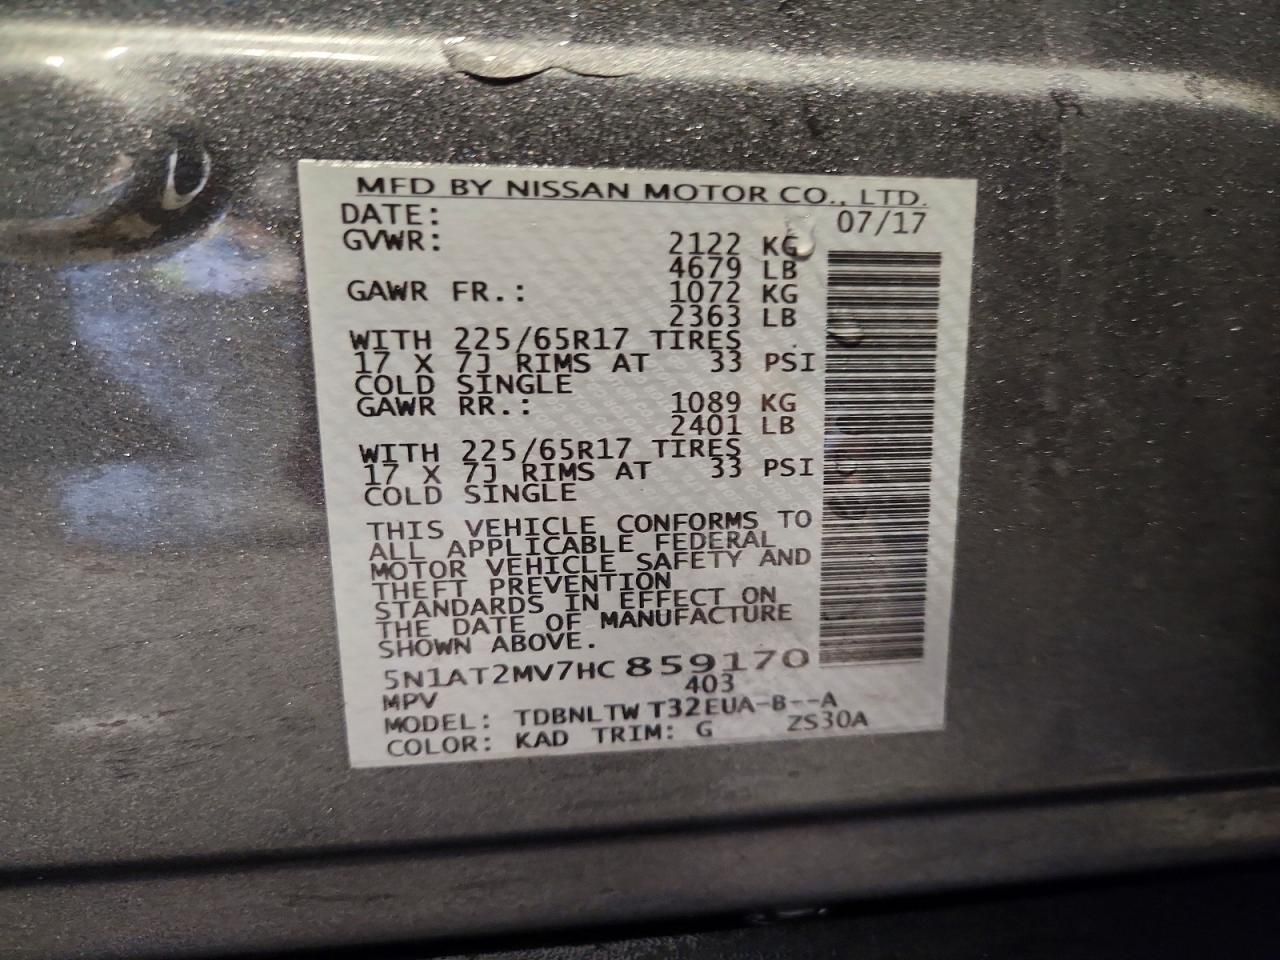 MFD BY NISSAN MOTOR CO., LTD.
DATE: 07/17
GVWR: 2122 KG
4679 LB
GAWR FR.: 1072 KG
2363 LB
WITH 225/65R17 TIRES
17 X 7J RIMS AT 33 PSI
COLD SINGLE
GAWR RR.: 1089 KG
2401 LB
WITH 225/65R17 TIRES
17 X 7J RIMS AT 33 PSI
COLD SINGLE
THIS VEHICLE CONFORMS TO
ALL APPLICABLE FEDERAL
MOTOR VEHICLE SAFETY AND
THEFT PREVENTION
STANDARDS IN EFFECT ON
THE DATE OF MANUFACTURE
SHOWN ABOVE.
5N1AT2MV7HC 859170
MPV 403
MODEL: TDBNLTW T32EUA-B--A
COLOR: KAD TRIM: G ZS30A